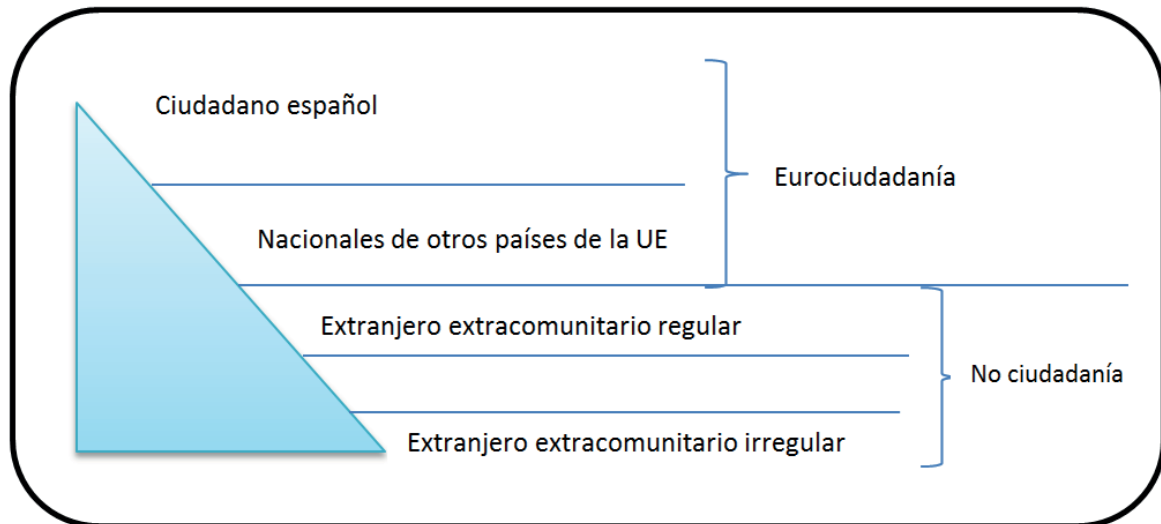 Ciudadano español
Eurociudadanía
Nacionales de otros países de la UE
Extranjero extracomunitario regular
No ciudadanía
Extranjero extracomunitario irregular